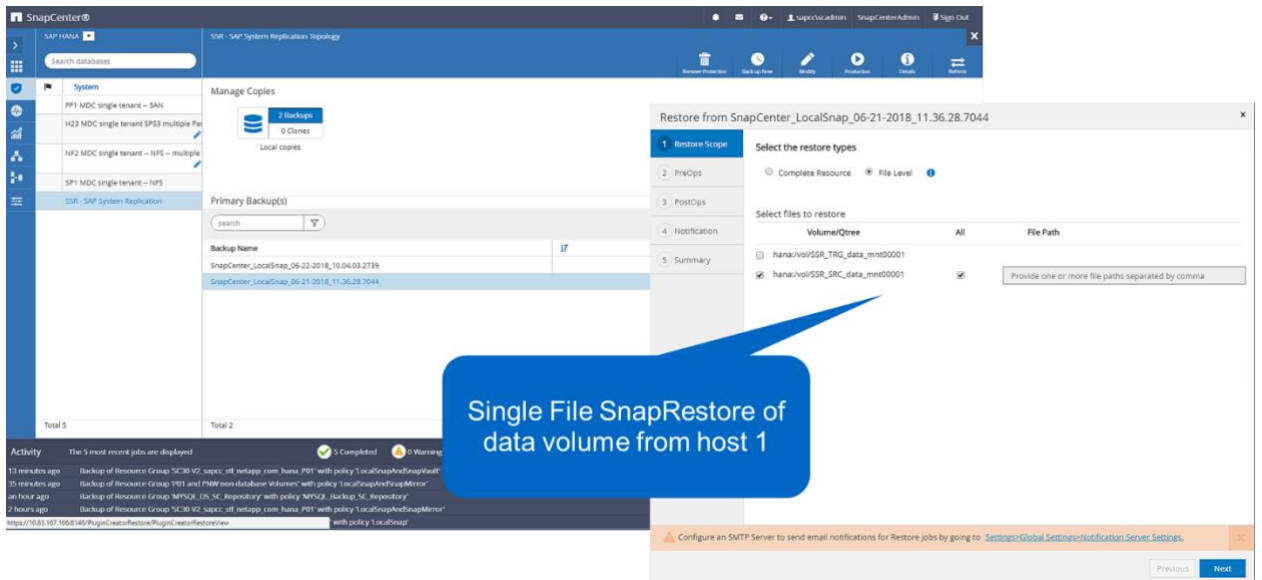 SnapCenter®
sapcc\scadmin SnapCenterAdmin Sign Out
SAP HANA
SSR - SAP System Replication Topology
Search databases
Remove Protection Back up Now Modify Production Details Refresh
System
PP1 MDC single tenant – SAN
H23 MDC single tenant SPS3 multiple Pa
NF2 MDC single tenant – NFS – multiple
SP1 MDC single tenant – NFS
SSR - SAP System Replication
Total 5
Manage Copies
2 Backups
0 Clones
Local copies
Primary Backup(s)
search
Backup Name
SnapCenter_LocalSnap_06-22-2018_10.04.03.2739
SnapCenter_LocalSnap_06-21-2018_11.36.28.7044
Total 2
Restore from SnapCenter_LocalSnap_06-21-2018_11.36.28.7044
x
1 Restore Scope
2 PreOps
3 PostOps
4 Notification
5 Summary
Select the restore types
Complete Resource File Level
Select files to restore
Volume/Qtree All File Path
hana:/vol/SSR_TRG_data_mnt00001
hana:/vol/SSR_SRC_data_mnt00001 Provide one or more file paths separated by comma
Single File SnapRestore of
data volume from host 1
Activity The 5 most recent jobs are displayed 5 Completed 0 Warning
13 minutes ago Backup of Resource Group 'SC30-V2_sapcc_stl_netapp_com_hana_P01' with policy 'LocalSnapAndSnapVault'
35 minutes ago Backup of Resource Group 'P01 and PNW non-database Volumes' with policy 'LocalSnapAndSnapMirror'
an hour ago Backup of Resource Group 'MYSQL_DS_SC_Repository' with policy 'MYSQL_Backup_SC_Repository'
2 hours ago Backup of Resource Group 'SC30-V2_sapcc_stl_netapp_com_hana_P01' with policy 'LocalSnapAndSnapMirror'
https://10.63.167.166:8146/PluginCreatorRestore/PluginCreatorRestoreView with policy 'LocalSnap'
Configure an SMTP Server to send email notifications for Restore jobs by going to Settings>Global Settings>Notification Server Settings.
Previous Next